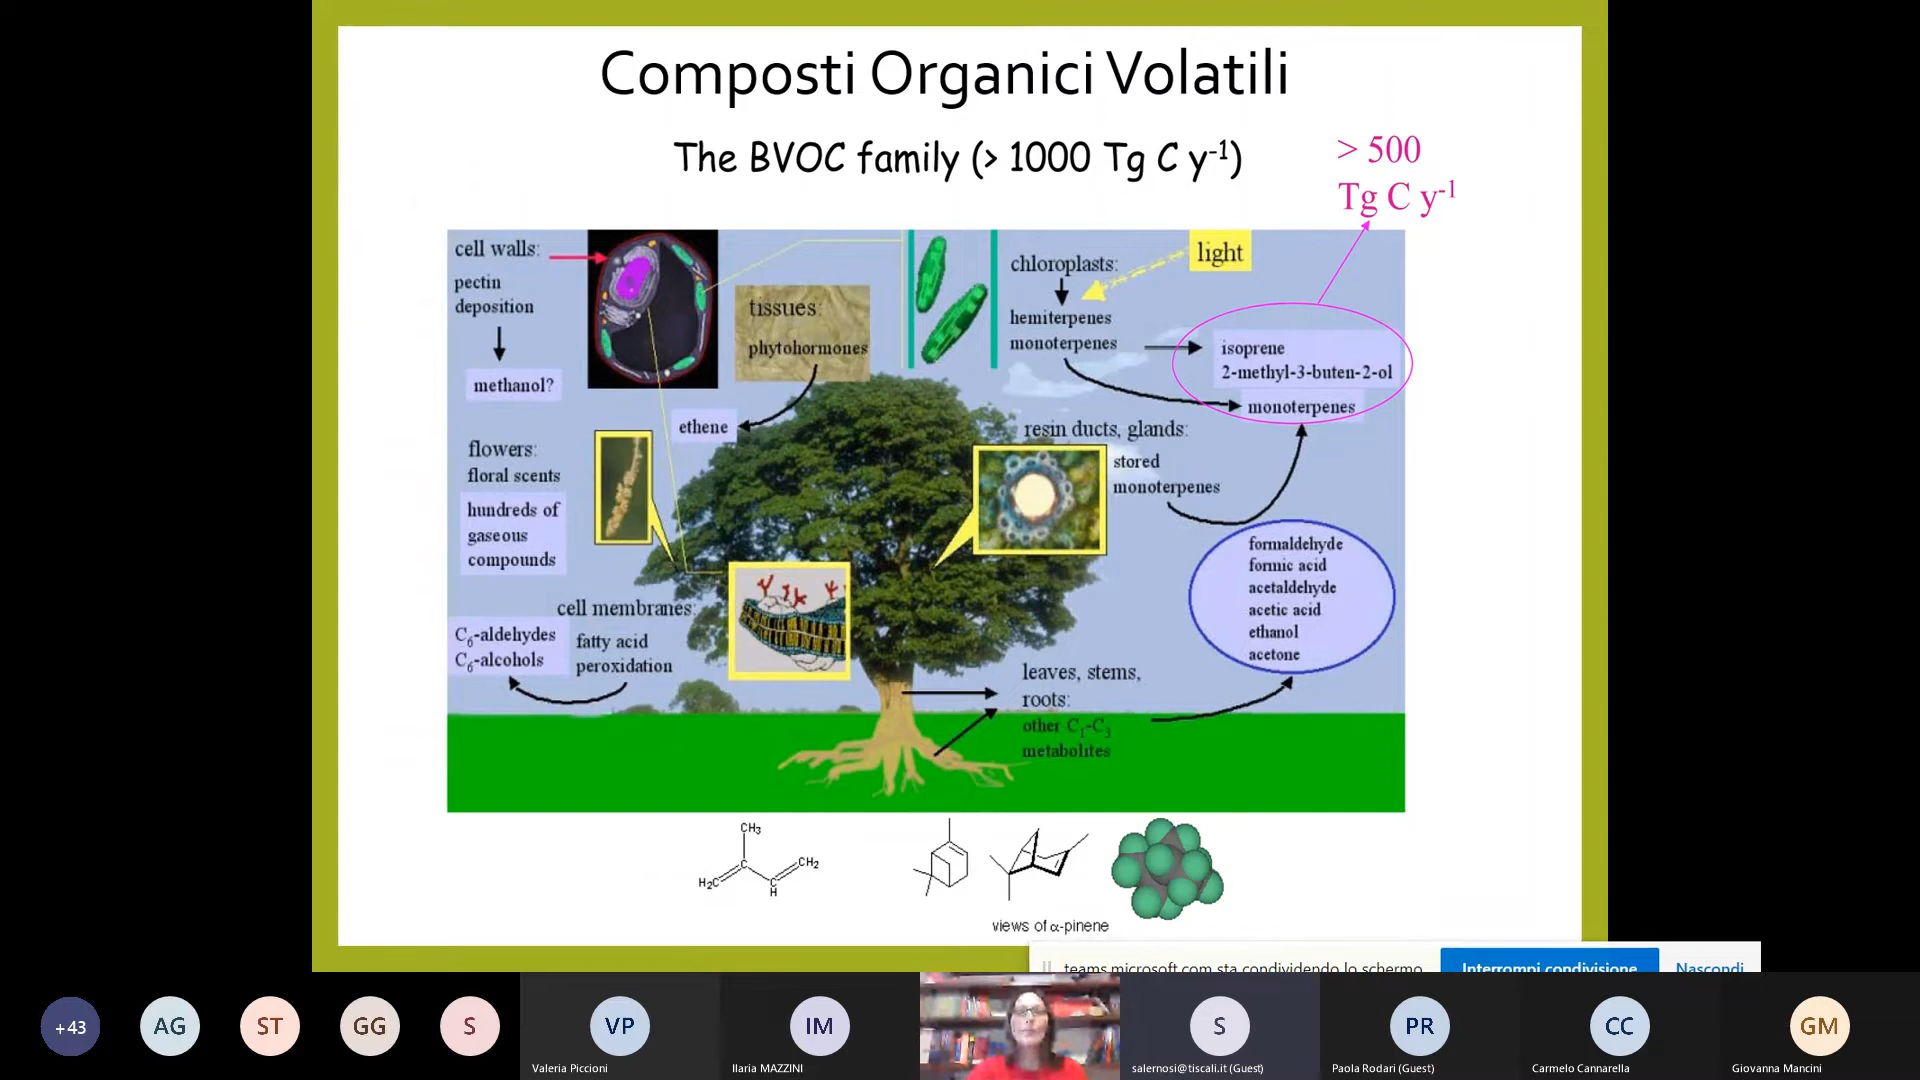 Composti Organici Volatili
The BVOC family (> 1000 Tg C y-1)
> 500
Tg C y-1
cell walls:
pectin
deposition
methanol?
tissues:
phytohormones
ethene
chloroplasts:
light
hemiterpenes
monoterpenes
isoprene
2-methyl-3-buten-2-ol
monoterpenes
resin ducts, glands:
stored
monoterpenes
flowers:
floral scents
hundreds of
gaseous
compounds
formaldehyde
formic acid
acetaldehyde
acetic acid
ethanol
acetone
cell membranes:
fatty acid
peroxidation
C6-aldehydes
C6-alcohols
leaves, stems,
roots:
other C1-C3
metabolites
CH3
C
CH2
H2C
C
H
views of α-pinene
teams.microsoft.com sta condividendo lo schermo.
Interrompi condivisione
Nascondi
+43
AG
ST
GG
S
VP
IM
S
PR
CC
GM
Valeria Piccioni
Ilaria MAZZINI
salernosi@tiscali.it (Guest)
Paola Rodari (Guest)
Carmelo Cannarella
Giovanna Mancini